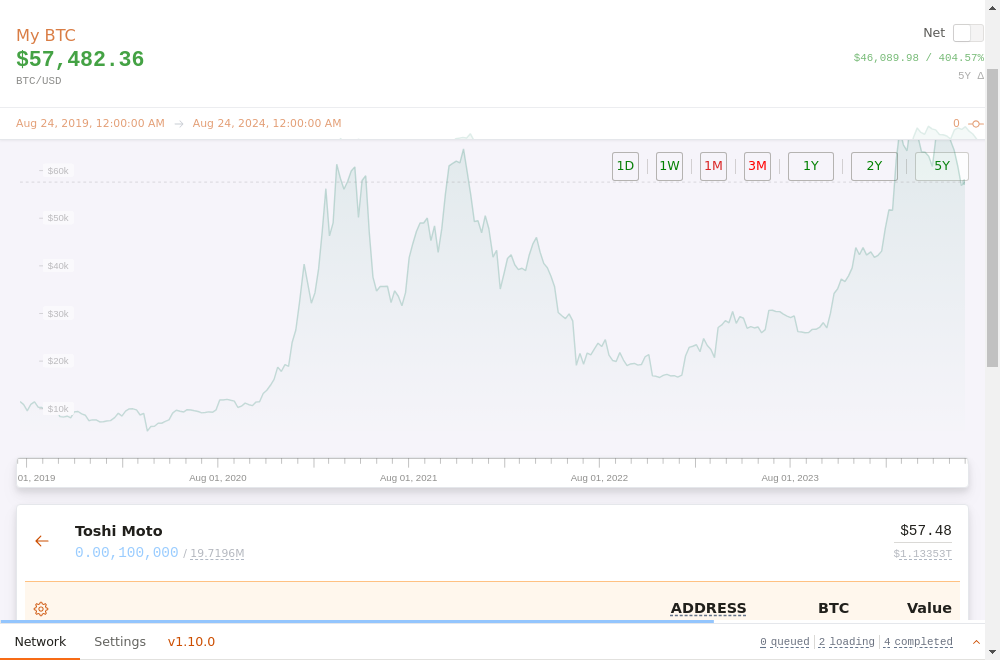 My BTC
Net
$57,482.36
$46,089.98 / 404.57%
BTC/USD
5Y Δ
Aug 24, 2019, 12:00:00 AM → Aug 24, 2024, 12:00:00 AM
0
1D 1W 1M 3M 1Y 2Y 5Y
$60k
$50k
$40k
$30k
$20k
$10k
01, 2019 Aug 01, 2020 Aug 01, 2021 Aug 01, 2022 Aug 01, 2023
Toshi Moto
$57.48
0.00,100,000 / 19.7196M
$1.13353T
ADDRESS BTC Value
Network Settings v1.10.0
0 queued 2 loading 4 completed